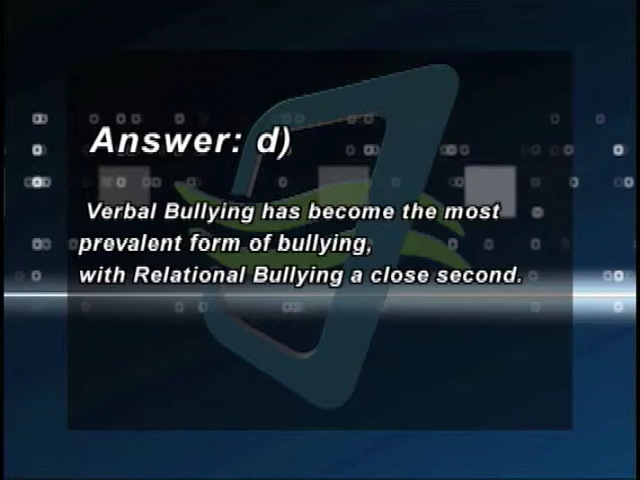 Answer: d)
Verbal Bullying has become the most
prevalent form of bullying,
with Relational Bullying a close second.